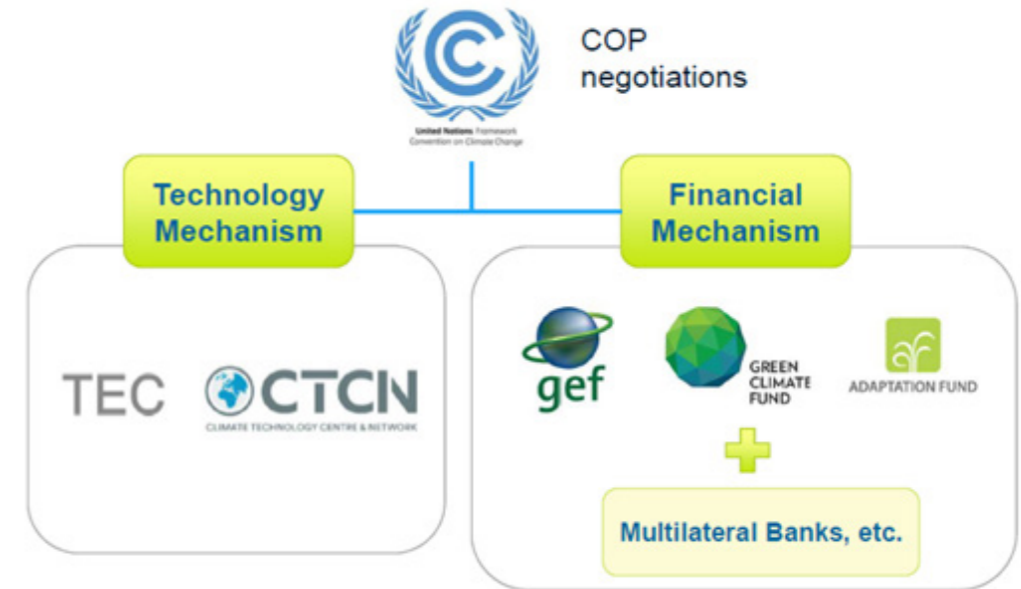 COP
negotiations
United Nations Framework
Convention on Climate Change
Technology
Mechanism
Financial
Mechanism
TEC
CTCN
CLIMATE TECHNOLOGY CENTRE & NETWORK
gef
GREEN
CLIMATE
FUND
af
ADAPTATION FUND
Multilateral Banks, etc.